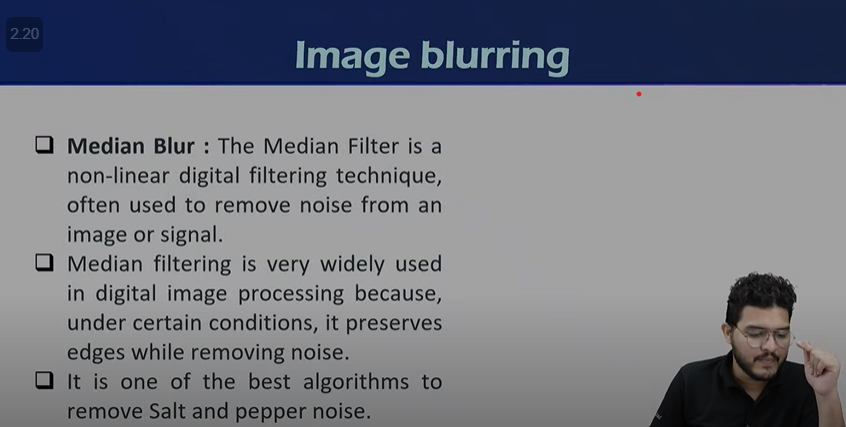 2.20
Image blurring
❑ Median Blur : The Median Filter is a
non-linear digital filtering technique,
often used to remove noise from an
image or signal.
❑ Median filtering is very widely used
in digital image processing because,
under certain conditions, it preserves
edges while removing noise.
❑ It is one of the best algorithms to
remove Salt and pepper noise.